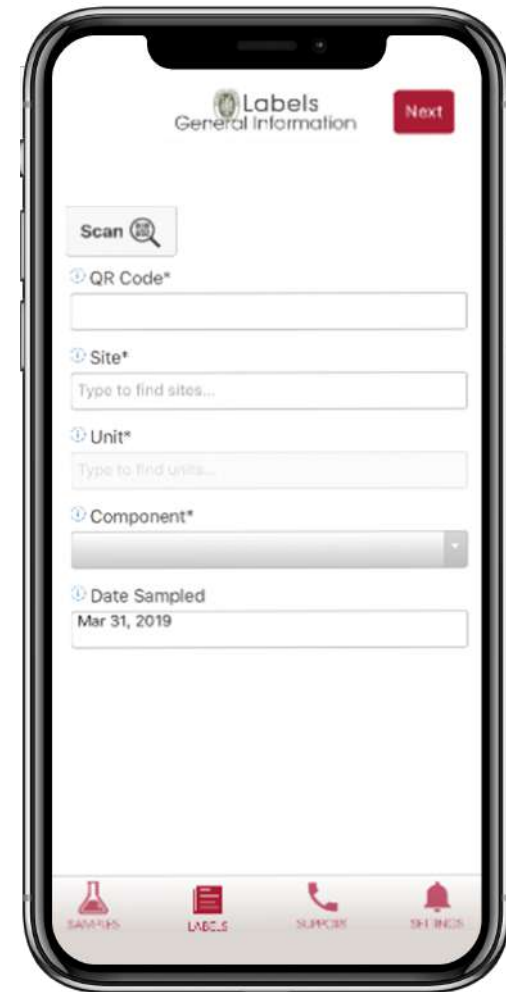 Labels
General Information
Next
Scan
QR Code*
Site*
Type to find sites...
Unit*
Type to find units...
Component*
Date Sampled
Mar 31, 2019
SAMPLES
LABELS
SUPPORT
SETTINGS